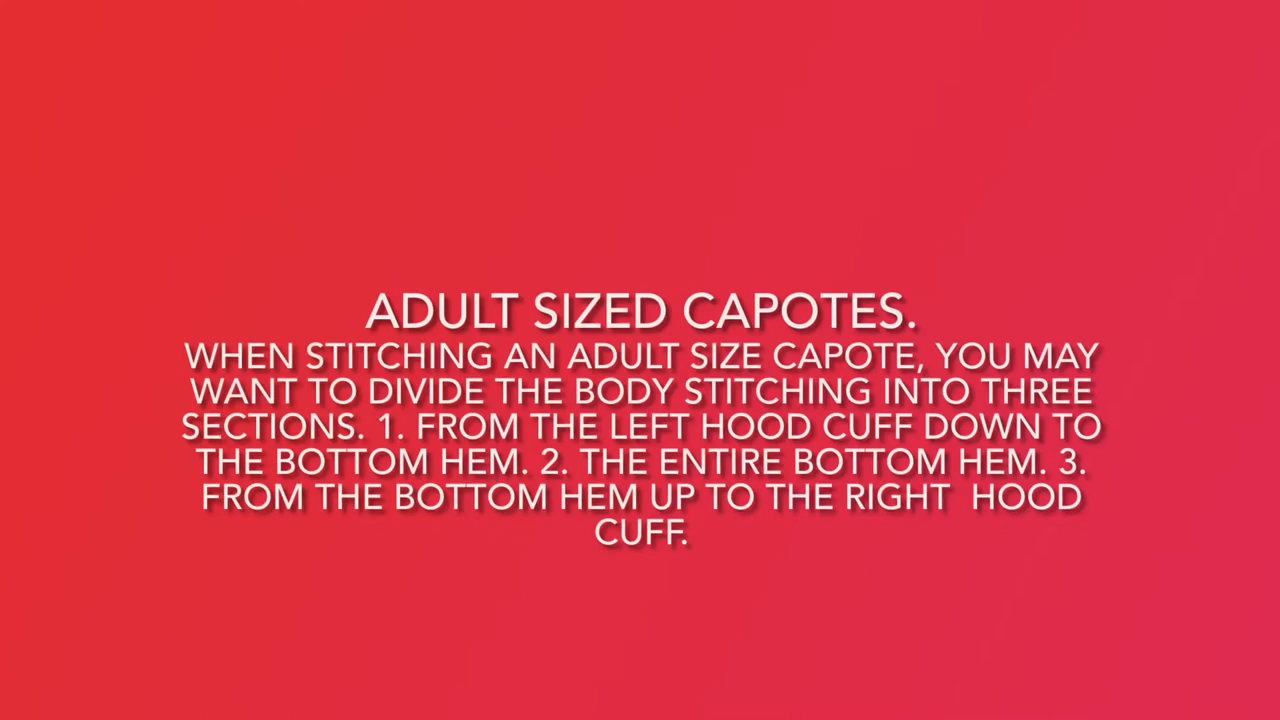 ADULT SIZED CAPOTES.
WHEN STITCHING AN ADULT SIZE CAPOTE, YOU MAY
WANT TO DIVIDE THE BODY STITCHING INTO THREE
SECTIONS. 1. FROM THE LEFT HOOD CUFF DOWN TO
THE BOTTOM HEM. 2. THE ENTIRE BOTTOM HEM. 3.
FROM THE BOTTOM HEM UP TO THE RIGHT  HOOD
CUFF.